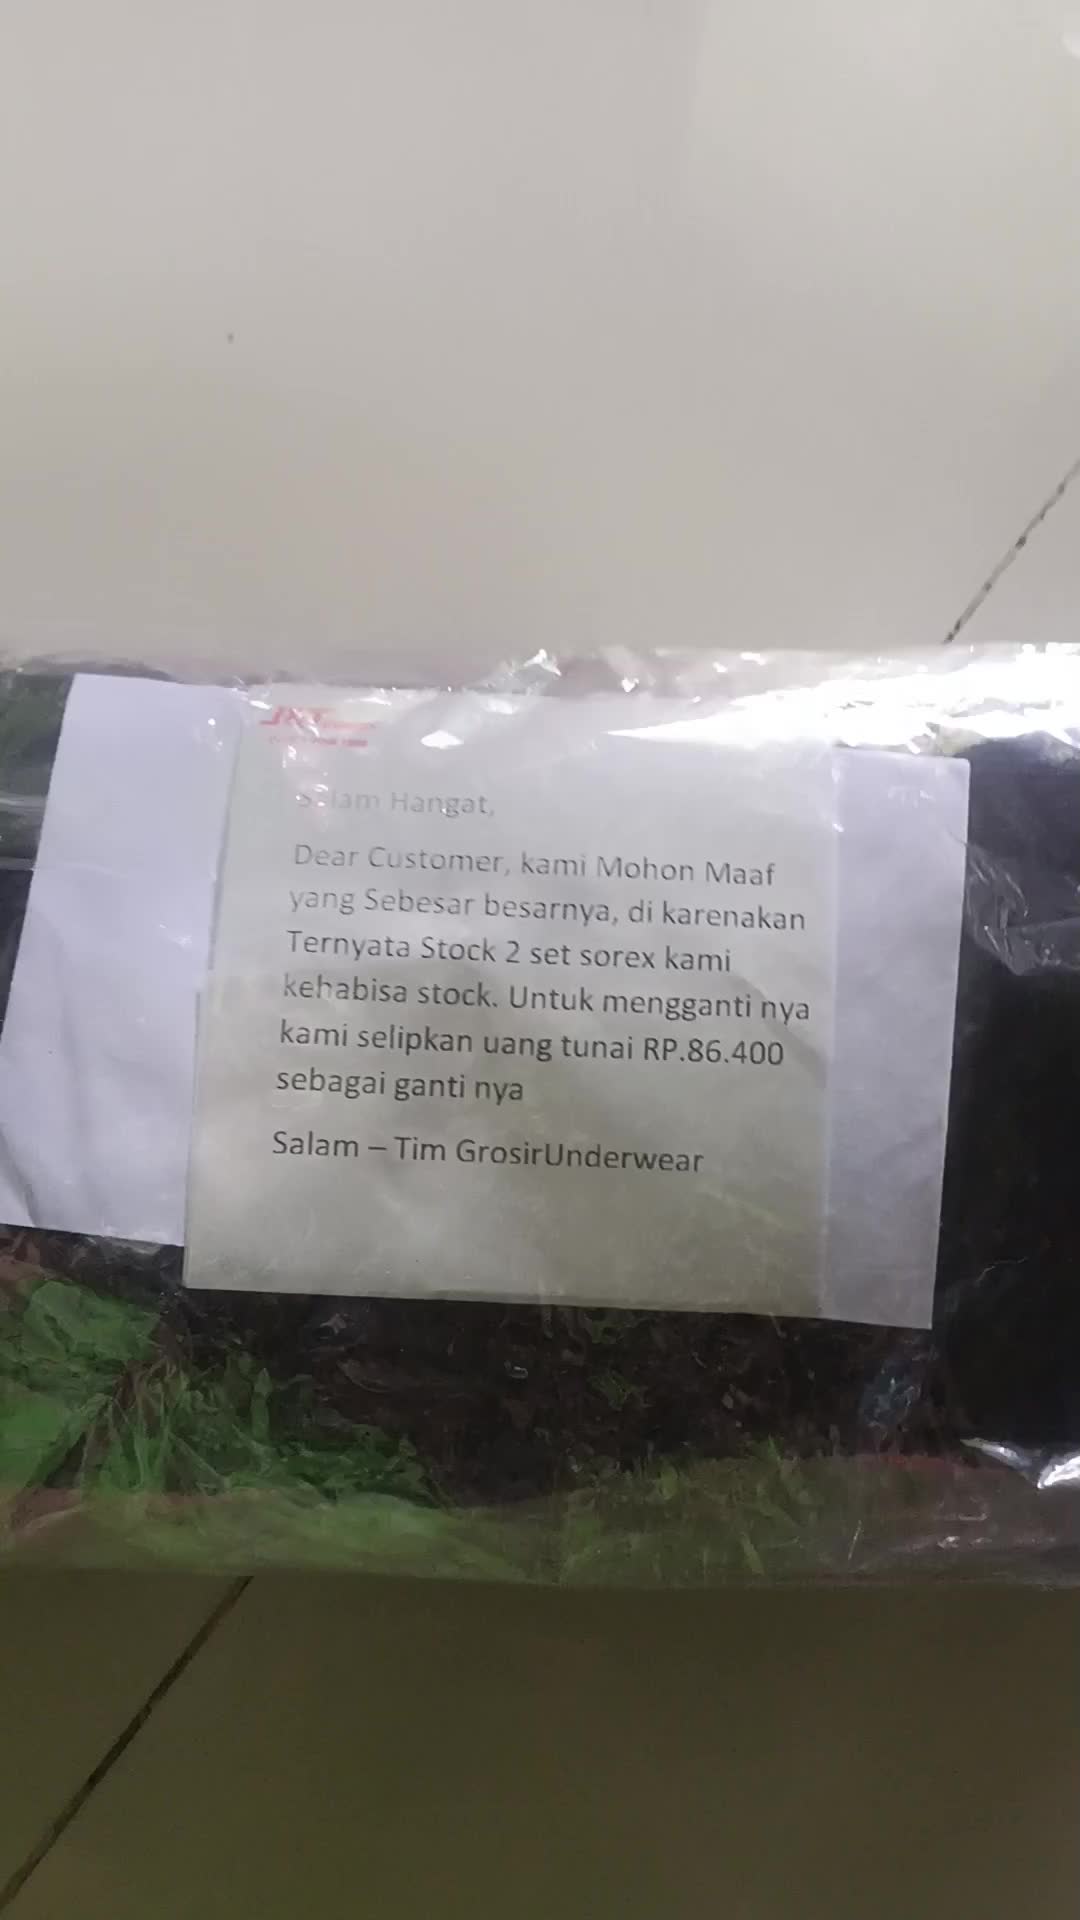 JNT
Salam Hangat,
Dear Customer, kami Mohon Maaf
yang Sebesar besarnya, di karenakan
Ternyata Stock 2 set sorex kami
kehabisa stock. Untuk mengganti nya
kami selipkan uang tunai RP.86.400
sebagai ganti nya
Salam – Tim GrosirUnderwear